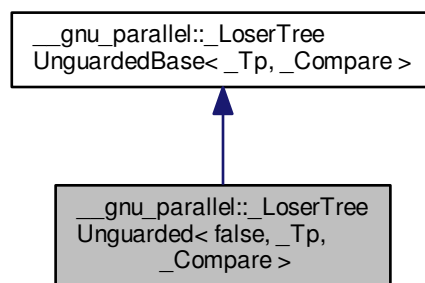 __gnu_parallel::_LoserTree
UnguardedBase< _Tp, _Compare >
__gnu_parallel::_LoserTree
Unguarded< false, _Tp,
_Compare >